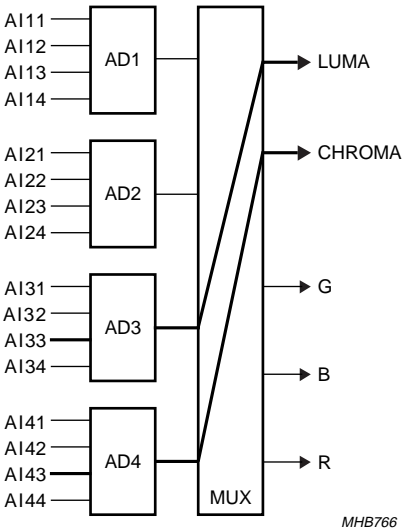 AI11
AI12
AI13
AI14
AD1
LUMA
CHROMA
AI21
AI22
AI23
AI24
AD2
AI31
AI32
AI33
AI34
AD3
G
B
AI41
AI42
AI43
AI44
AD4
R
MUX
MHB766